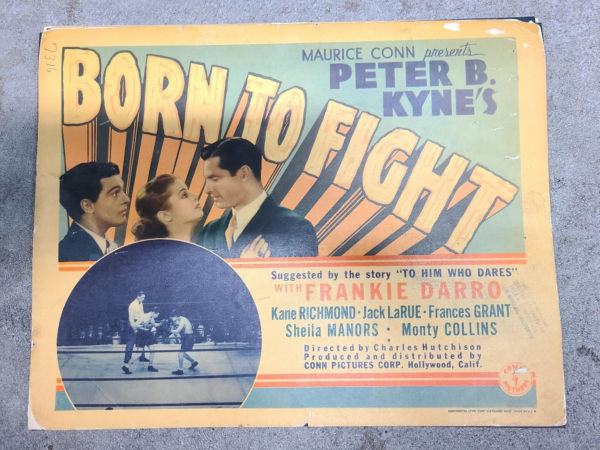 7316
MAURICE CONN presents
PETER B.
KYNE'S
BORN TO FIGHT
Suggested by the story "TO HIM WHO DARES"
WITH FRANKIE DARRO
Kane RICHMOND · Jack LaRUE · Frances GRANT
Sheila MANORS · Monty COLLINS
Directed by Charles Hutchison
Produced and distributed by
CONN PICTURES CORP. Hollywood, Calif.